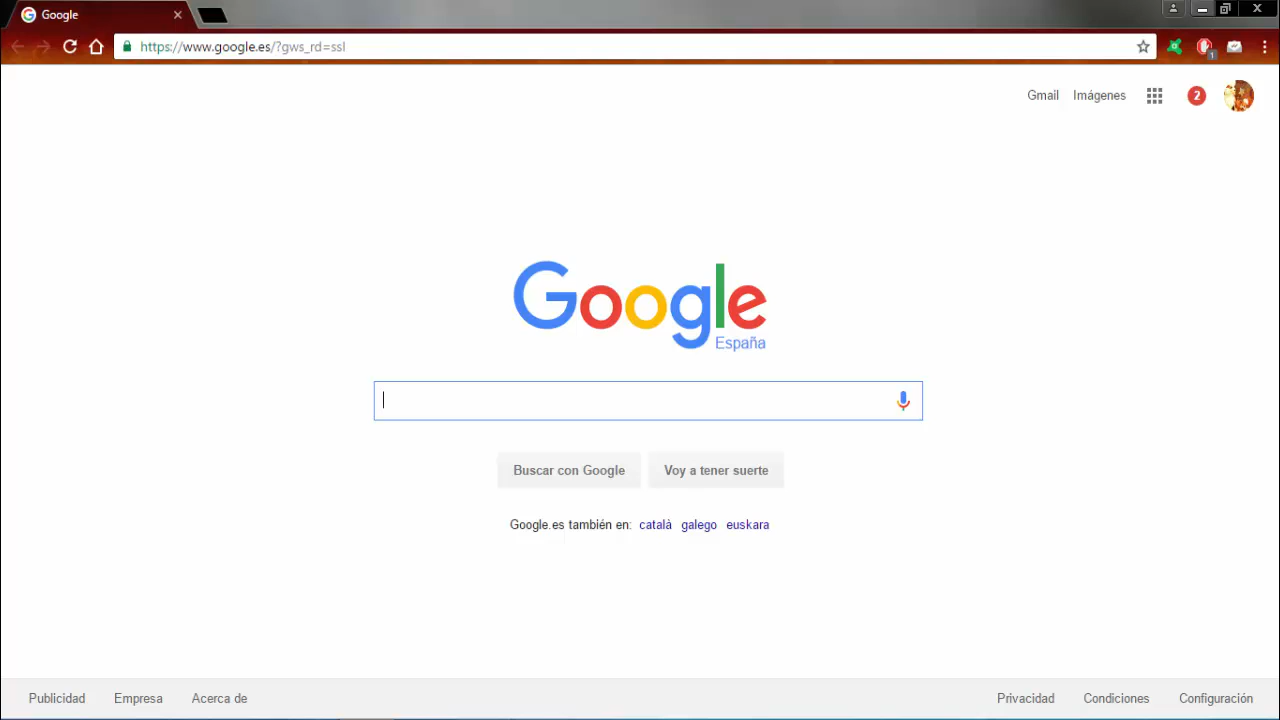 Google
https://www.google.es/?gws_rd=ssl
1
Gmail Imágenes 2
Google
España
Buscar con Google Voy a tener suerte
Google.es también en: català galego euskara
Publicidad Empresa Acerca de Privacidad Condiciones Configuración